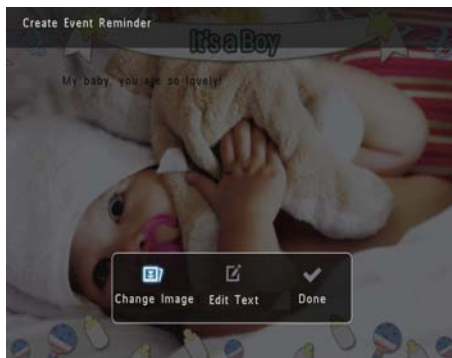 Create Event Reminder
It's a Boy
My baby, you are so lovely!
Change Image Edit Text Done